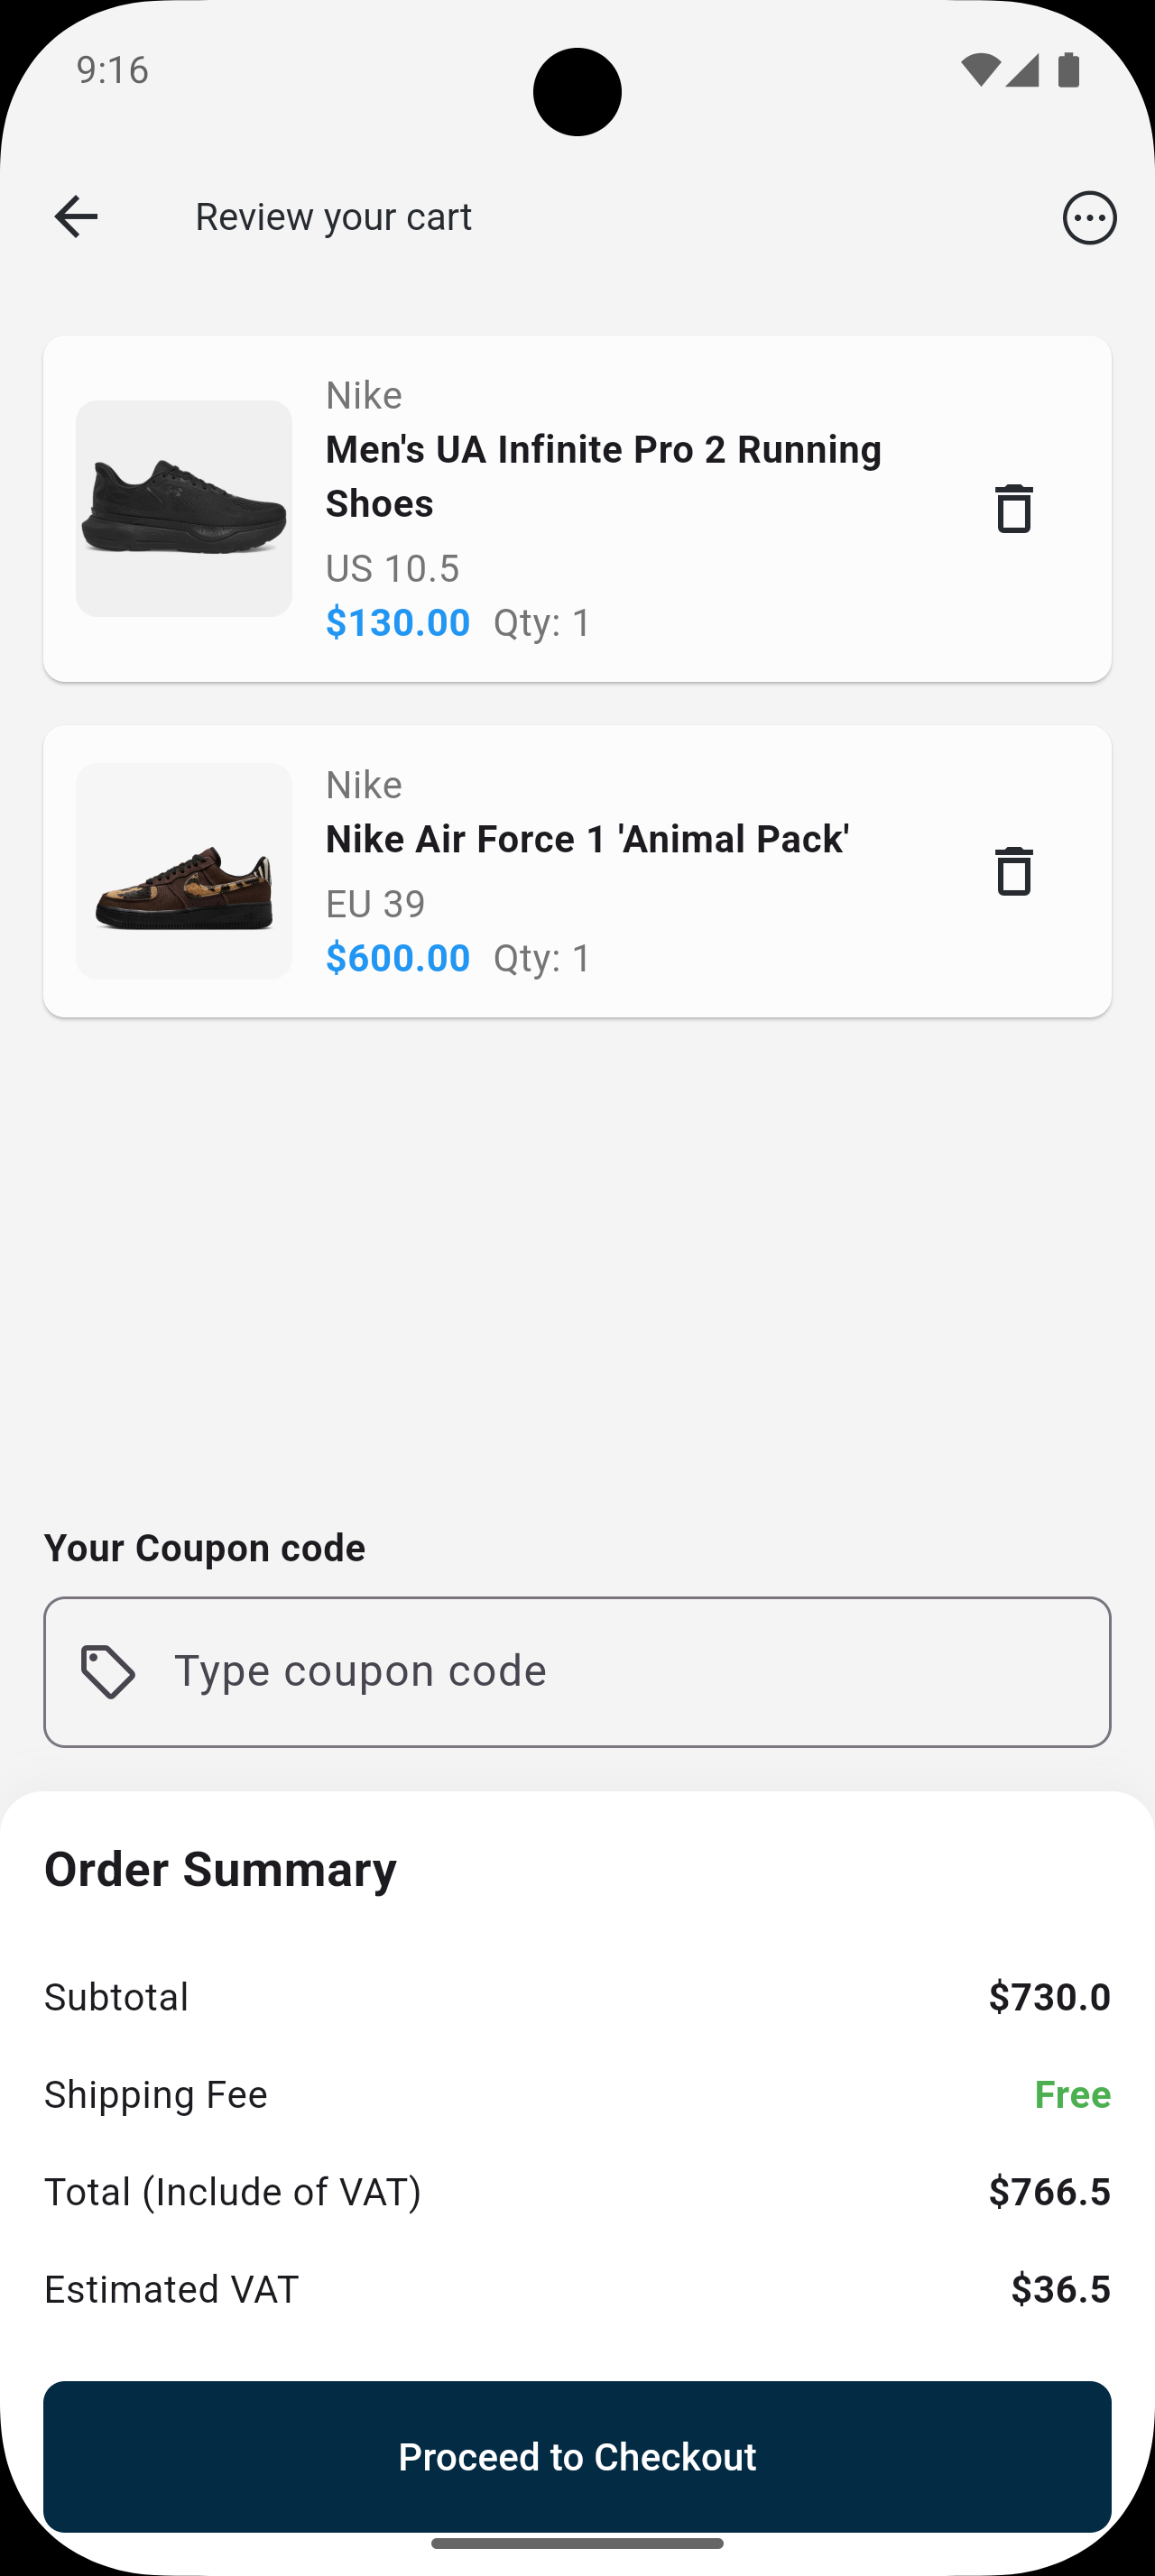 9:16
Review your cart
Nike
Men's UA Infinite Pro 2 Running
Shoes
US 10.5
$130.00 Qty: 1
Nike
Nike Air Force 1 'Animal Pack'
EU 39
$600.00 Qty: 1
Your Coupon code
Type coupon code
Order Summary
Subtotal $730.0
Shipping Fee Free
Total (Include of VAT) $766.5
Estimated VAT $36.5
Proceed to Checkout